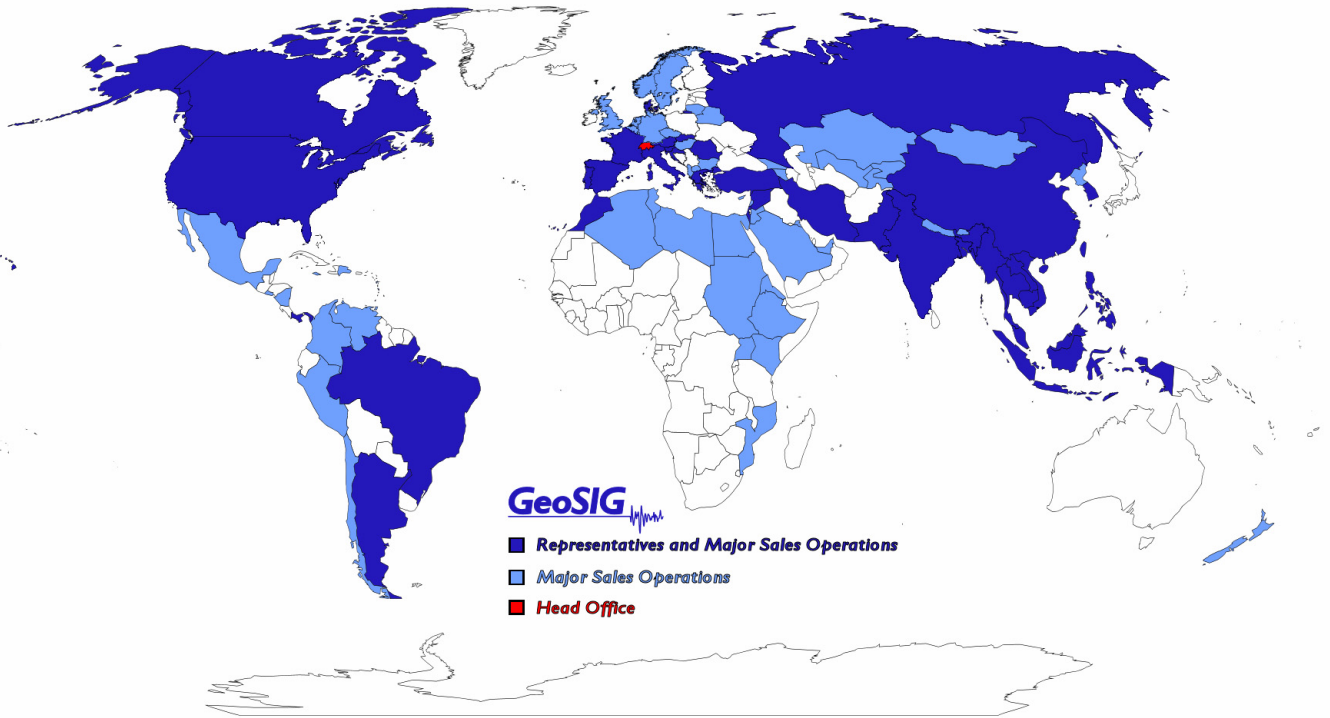 GeoSIG
Representatives and Major Sales Operations
Major Sales Operations
Head Office